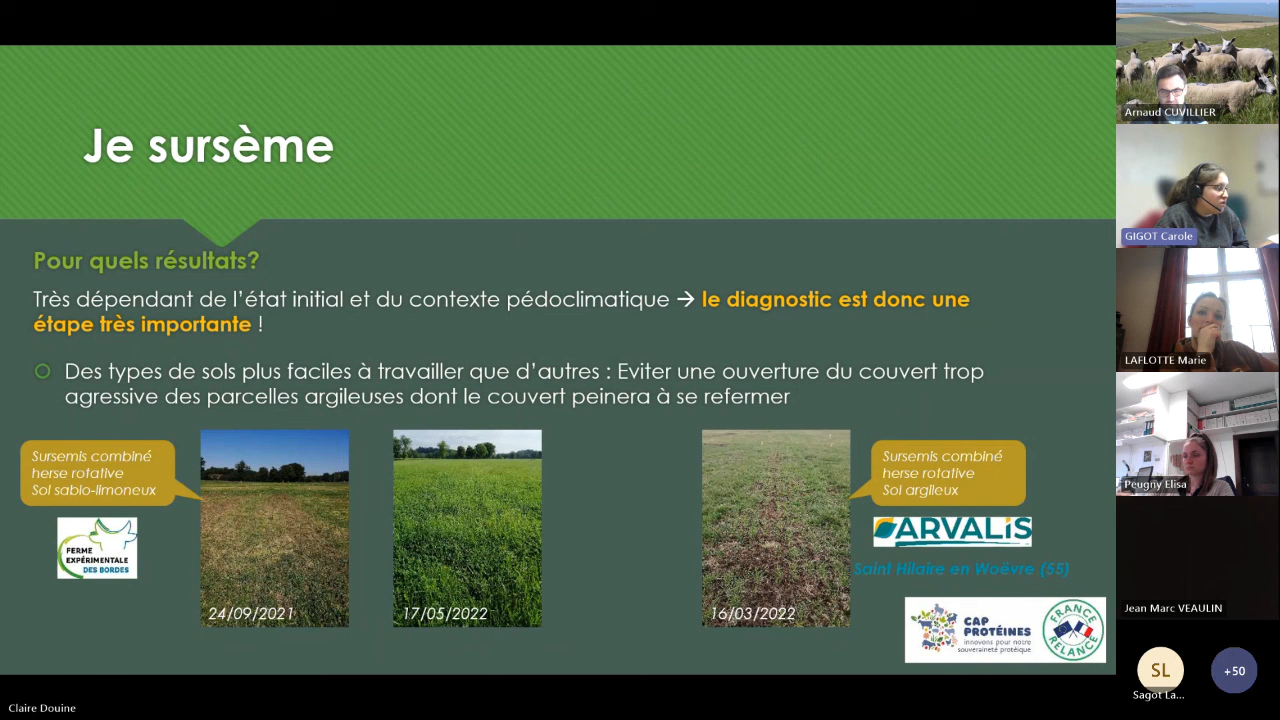 Je sursème
Pour quels résultats?
Très dépendant de l'état initial et du contexte pédoclimatique → le diagnostic est donc une
étape très importante !
Des types de sols plus faciles à travailler que d'autres : Eviter une ouverture du couvert trop
agressive des parcelles argileuses dont le couvert peinera à se refermer
Sursemis combiné
herse rotative
Sol sablo-limoneux
FERME
EXPÉRIMENTALE
DES BORDES
24/09/2021
17/05/2022
16/03/2022
Sursemis combiné
herse rotative
Sol argileux
ARVALIS
Saint Hilaire en Woëvre (55)
CAP
PROTÉINES
innovons pour notre
souveraineté protéique
FRANCE
RELANCE
Arnaud CUVILLIER
GIGOT Carole
LAFLOTTE Marie
Peugny Elisa
Jean Marc VEAULIN
SL
Sagot La...
+50
Claire Douine